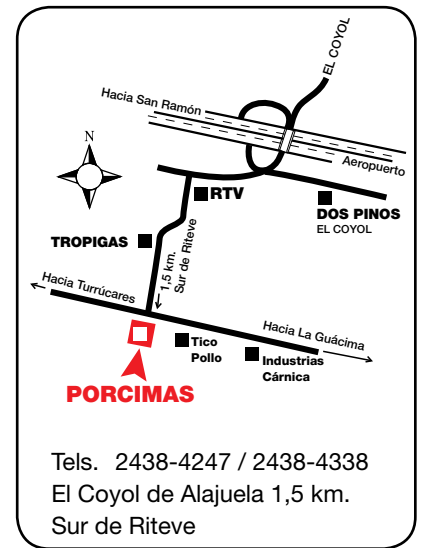 EL COYOL
Hacia San Ramón
Aeropuerto
N
RTV
DOS PINOS
EL COYOL
TROPIGAS
1,5 km.
Sur de Riteve
Hacia Turrúcares
Hacia La Guácima
Tico
Pollo
Industrias
Cárnica
PORCIMAS
Tels. 2438-4247 / 2438-4338
El Coyol de Alajuela 1,5 km.
Sur de Riteve